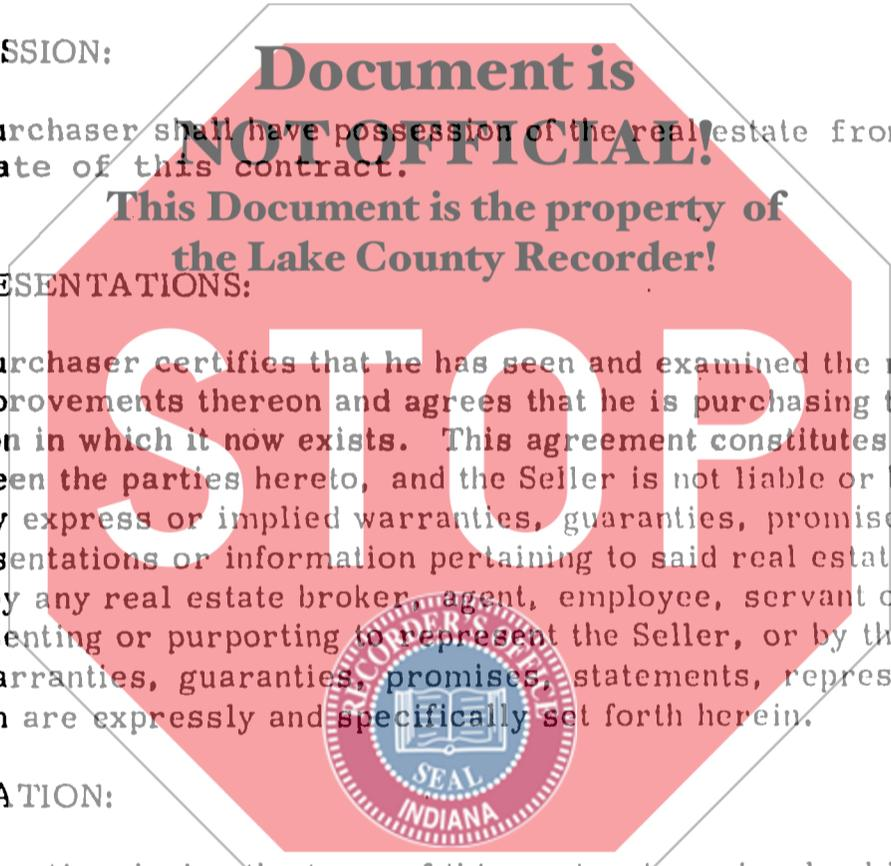 SSION:
Document is
urchaser shall have possession of the real estate from
NOT OFFICIAL!
ate of this contract.
This Document is the property of
the Lake County Recorder!
ESENTATIONS:
STOP
urchaser certifies that he has seen and examined the
provements thereon and agrees that he is purchasing
n in which it now exists. This agreement constitutes
een the parties hereto, and the Seller is not liable or
y express or implied warranties, guaranties, promise
sentations or information pertaining to said real estat
y any real estate broker, agent, employee, servant o
enting or purporting to represent the Seller, or by th
arranties, guaranties, promises, statements, repres
n are expressly and specifically set forth herein.
RECORDER'S OFFICE
SEAL
INDIANA
ATION: